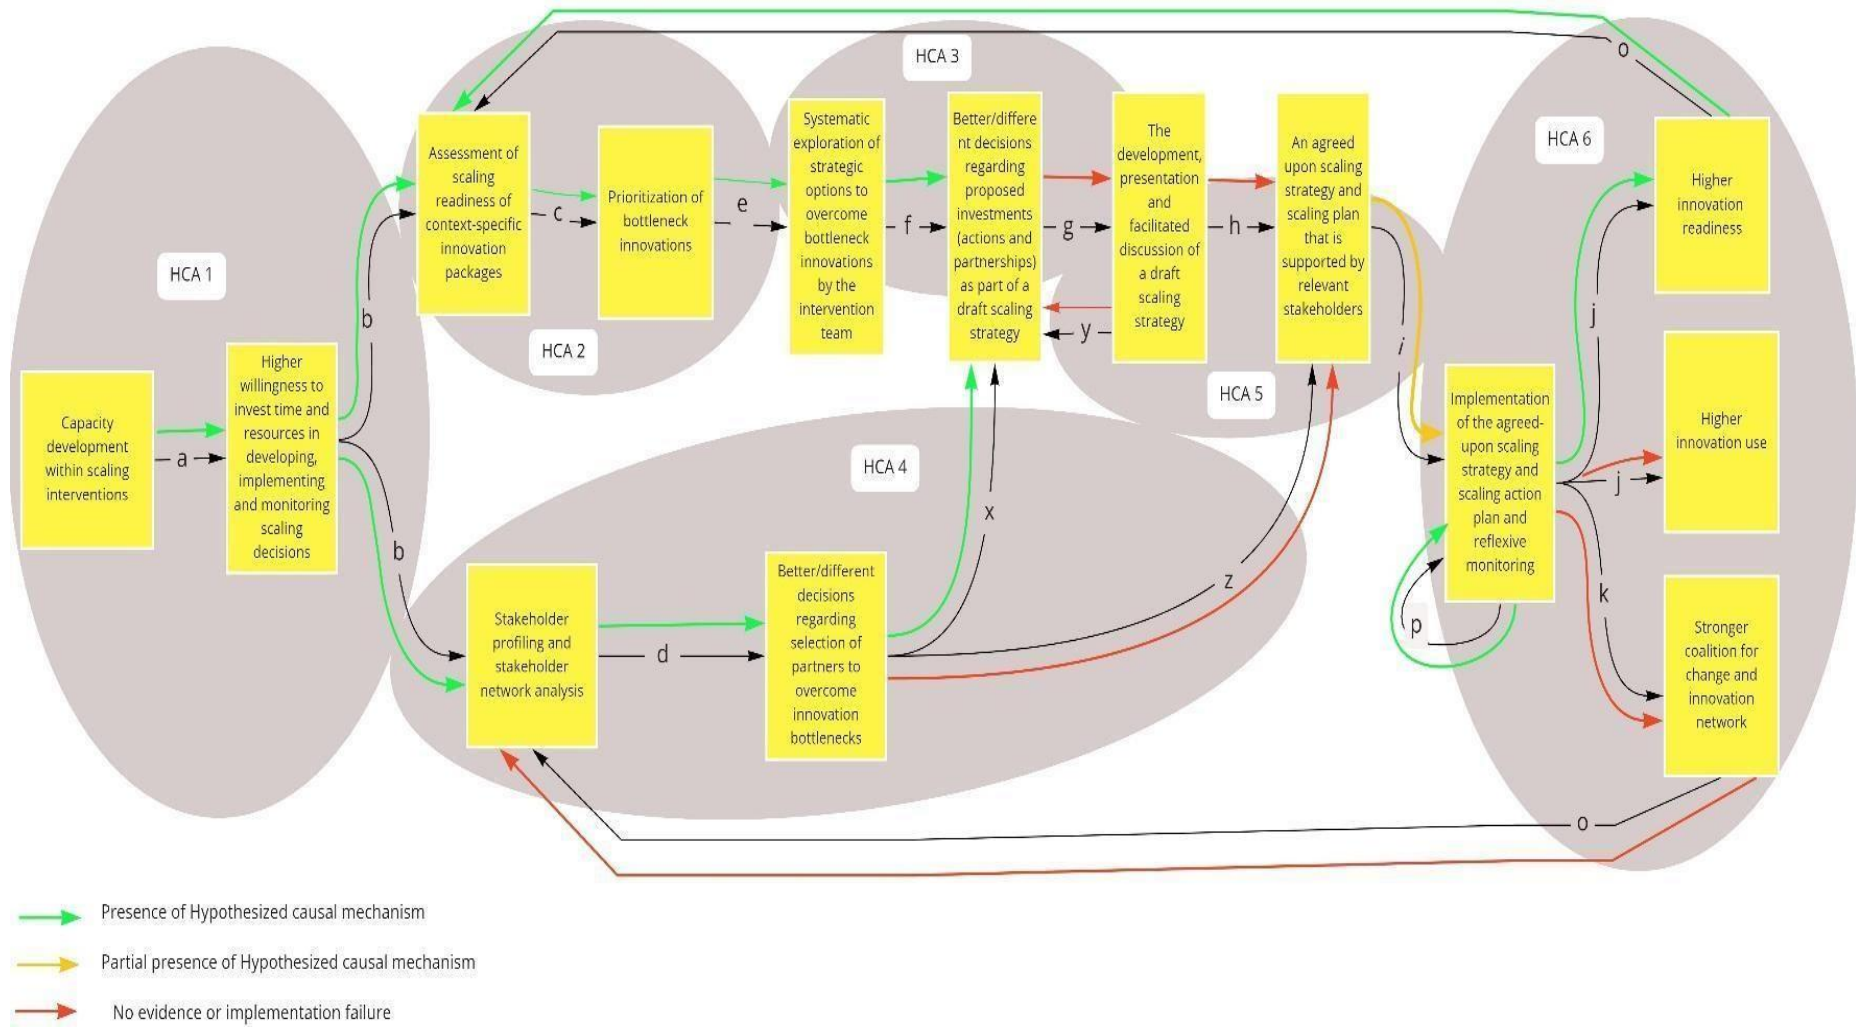 HCA 1
Capacity
development
within scaling
interventions
a
Higher
willingness to
invest time and
resources in
developing,
implementing
and monitoring
scaling
decisions
b
b
HCA 2
Assessment of
scaling
readiness of
context-specific
innovation
packages
c
Prioritization of
bottleneck
innovations
e
HCA 3
Systematic
exploration of
strategic
options to
overcome
bottleneck
innovations
by the
intervention
team
f
Better/differe
nt decisions
regarding
proposed
investments
(actions and
partnerships)
as part of a
draft scaling
strategy
g
y
The
development,
presentation
and
facilitated
discussion of
a draft
scaling
strategy
h
An agreed
upon scaling
strategy and
scaling plan
that is
supported by
relevant
stakeholders
HCA 5
i
HCA 4
Stakeholder
profiling and
stakeholder
network analysis
d
Better/different
decisions
regarding
selection of
partners to
overcome
innovation
bottlenecks
x
z
HCA 6
Implementation
of the agreed-
upon scaling
strategy and
scaling action
plan and
reflexive
monitoring
p
j
j
k
Higher
innovation
readiness
Higher
innovation use
Stronger
coalition for
change and
innovation
network
o
o
Presence of Hypothesized causal mechanism
Partial presence of Hypothesized causal mechanism
No evidence or implementation failure